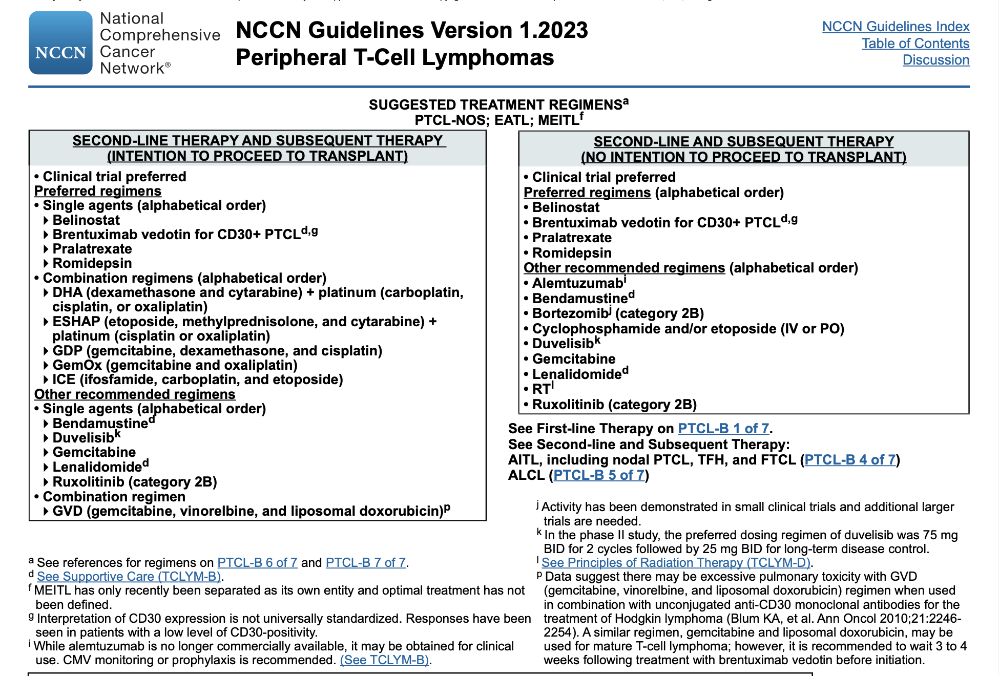 National
Comprehensive
Cancer
Network®
NCCN
NCCN Guidelines Version 1.2023
Peripheral T-Cell Lymphomas
NCCN Guidelines Index
Table of Contents
Discussion
SUGGESTED TREATMENT REGIMENSa
PTCL-NOS; EATL; MEITLf
SECOND-LINE THERAPY AND SUBSEQUENT THERAPY
(INTENTION TO PROCEED TO TRANSPLANT)
• Clinical trial preferred
Preferred regimens
• Single agents (alphabetical order)
▸ Belinostat
▸ Brentuximab vedotin for CD30+ PTCLd,g
▸ Pralatrexate
▸ Romidepsin
• Combination regimens (alphabetical order)
▸ DHA (dexamethasone and cytarabine) + platinum (carboplatin,
cisplatin, or oxaliplatin)
▸ ESHAP (etoposide, methylprednisolone, and cytarabine) +
platinum (cisplatin or oxaliplatin)
▸ GDP (gemcitabine, dexamethasone, and cisplatin)
▸ GemOx (gemcitabine and oxaliplatin)
▸ ICE (ifosfamide, carboplatin, and etoposide)
Other recommended regimens
• Single agents (alphabetical order)
▸ Bendamustined
▸ Duvelisibk
▸ Gemcitabine
▸ Lenalidomided
▸ Ruxolitinib (category 2B)
• Combination regimen
▸ GVD (gemcitabine, vinorelbine, and liposomal doxorubicin)p
SECOND-LINE AND SUBSEQUENT THERAPY
(NO INTENTION TO PROCEED TO TRANSPLANT)
• Clinical trial preferred
Preferred regimens (alphabetical order)
• Belinostat
• Brentuximab vedotin for CD30+ PTCLd,g
• Pralatrexate
• Romidepsin
Other recommended regimens (alphabetical order)
• Alemtuzumabi
• Bendamustined
• Bortezomibj (category 2B)
• Cyclophosphamide and/or etoposide (IV or PO)
• Duvelisibk
• Gemcitabine
• Lenalidomided
• RTl
• Ruxolitinib (category 2B)
See First-line Therapy on PTCL-B 1 of 7.
See Second-line and Subsequent Therapy:
AITL, including nodal PTCL, TFH, and FTCL (PTCL-B 4 of 7)
ALCL (PTCL-B 5 of 7)
a See references for regimens on PTCL-B 6 of 7 and PTCL-B 7 of 7.
d See Supportive Care (TCLYM-B).
f MEITL has only recently been separated as its own entity and optimal treatment has not
been defined.
g Interpretation of CD30 expression is not universally standardized. Responses have been
seen in patients with a low level of CD30-positivity.
i While alemtuzumab is no longer commercially available, it may be obtained for clinical
use. CMV monitoring or prophylaxis is recommended. (See TCLYM-B).
j Activity has been demonstrated in small clinical trials and additional larger
trials are needed.
k In the phase II study, the preferred dosing regimen of duvelisib was 75 mg
BID for 2 cycles followed by 25 mg BID for long-term disease control.
l See Principles of Radiation Therapy (TCLYM-D).
p Data suggest there may be excessive pulmonary toxicity with GVD
(gemcitabine, vinorelbine, and liposomal doxorubicin) regimen when used
in combination with unconjugated anti-CD30 monoclonal antibodies for the
treatment of Hodgkin lymphoma (Blum KA, et al. Ann Oncol 2010;21:2246-
2254). A similar regimen, gemcitabine and liposomal doxorubicin, may be
used for mature T-cell lymphoma; however, it is recommended to wait 3 to 4
weeks following treatment with brentuximab vedotin before initiation.